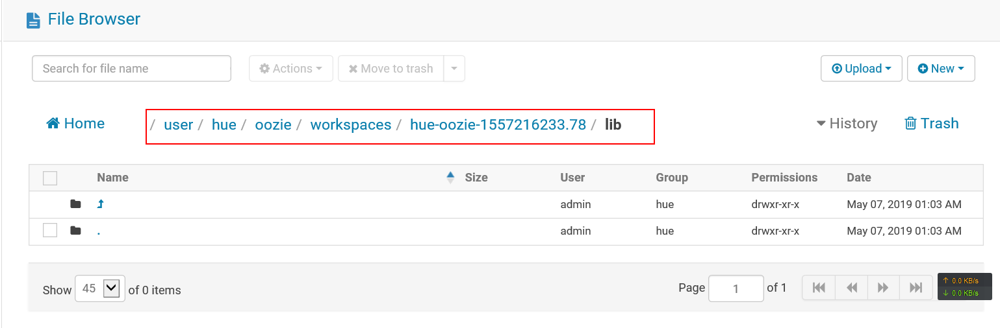 File Browser
Search for file name Actions Move to trash Upload New
Home / user / hue / oozie / workspaces / hue-oozie-1557216233.78 / lib History Trash
Name Size User Group Permissions Date
admin hue drwxr-xr-x May 07, 2019 01:03 AM
. admin hue drwxr-xr-x May 07, 2019 01:03 AM
Show 45 of 0 items Page 1 of 1
↑ 0.0 KB/s
↓ 0.0 KB/s